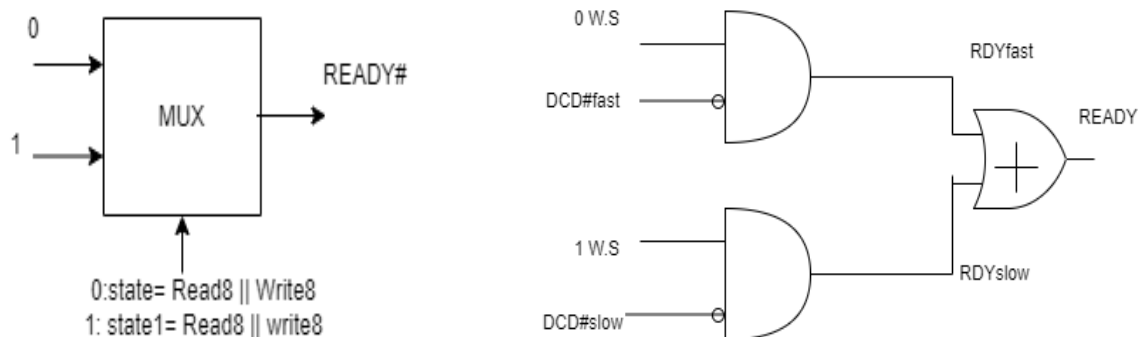 0
READY#
MUX
1
0:state= Read8 || Write8
1: state1= Read8 || write8
0 W.S
RDYfast
DCD#fast
READY
1 W.S
RDYslow
DCD#slow